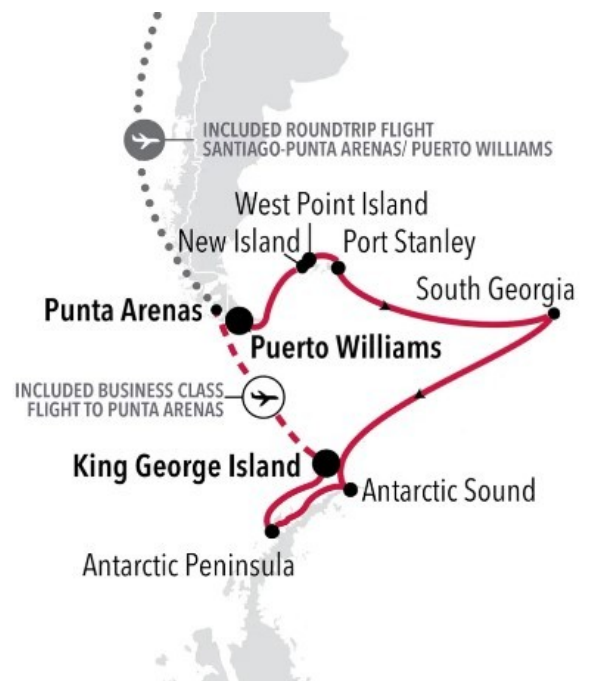 INCLUDED ROUNDTRIP FLIGHT
SANTIAGO-PUNTA ARENAS/ PUERTO WILLIAMS
West Point Island
New Island
Port Stanley
South Georgia
Punta Arenas
Puerto Williams
INCLUDED BUSINESS CLASS
FLIGHT TO PUNTA ARENAS
King George Island
Antarctic Sound
Antarctic Peninsula